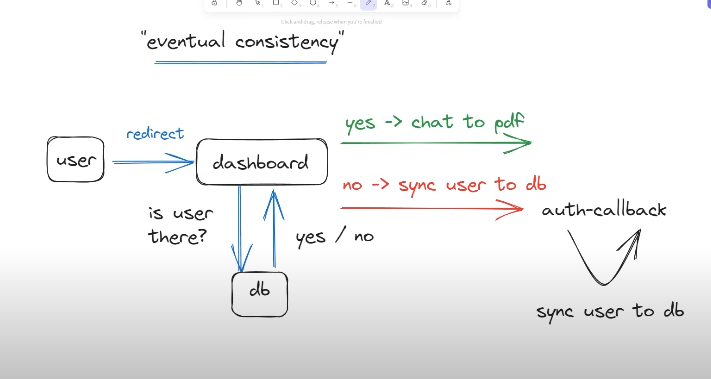 Click and drag, release when you're finished
"eventual consistency"
redirect
user
dashboard
yes -> chat to pdf
no -> sync user to db
is user
there?
yes / no
db
auth-callback
sync user to db